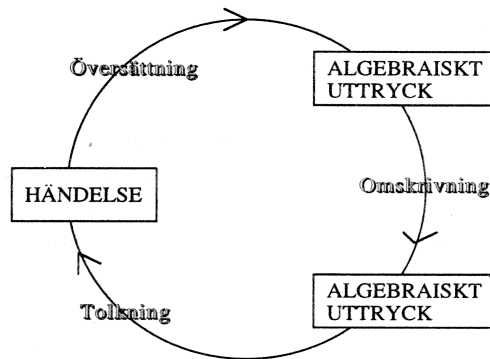 Översättning
ALGEBRAISKT
UTTRYCK
HÄNDELSE
Omskrivning
Tolkning
ALGEBRAISKT
UTTRYCK